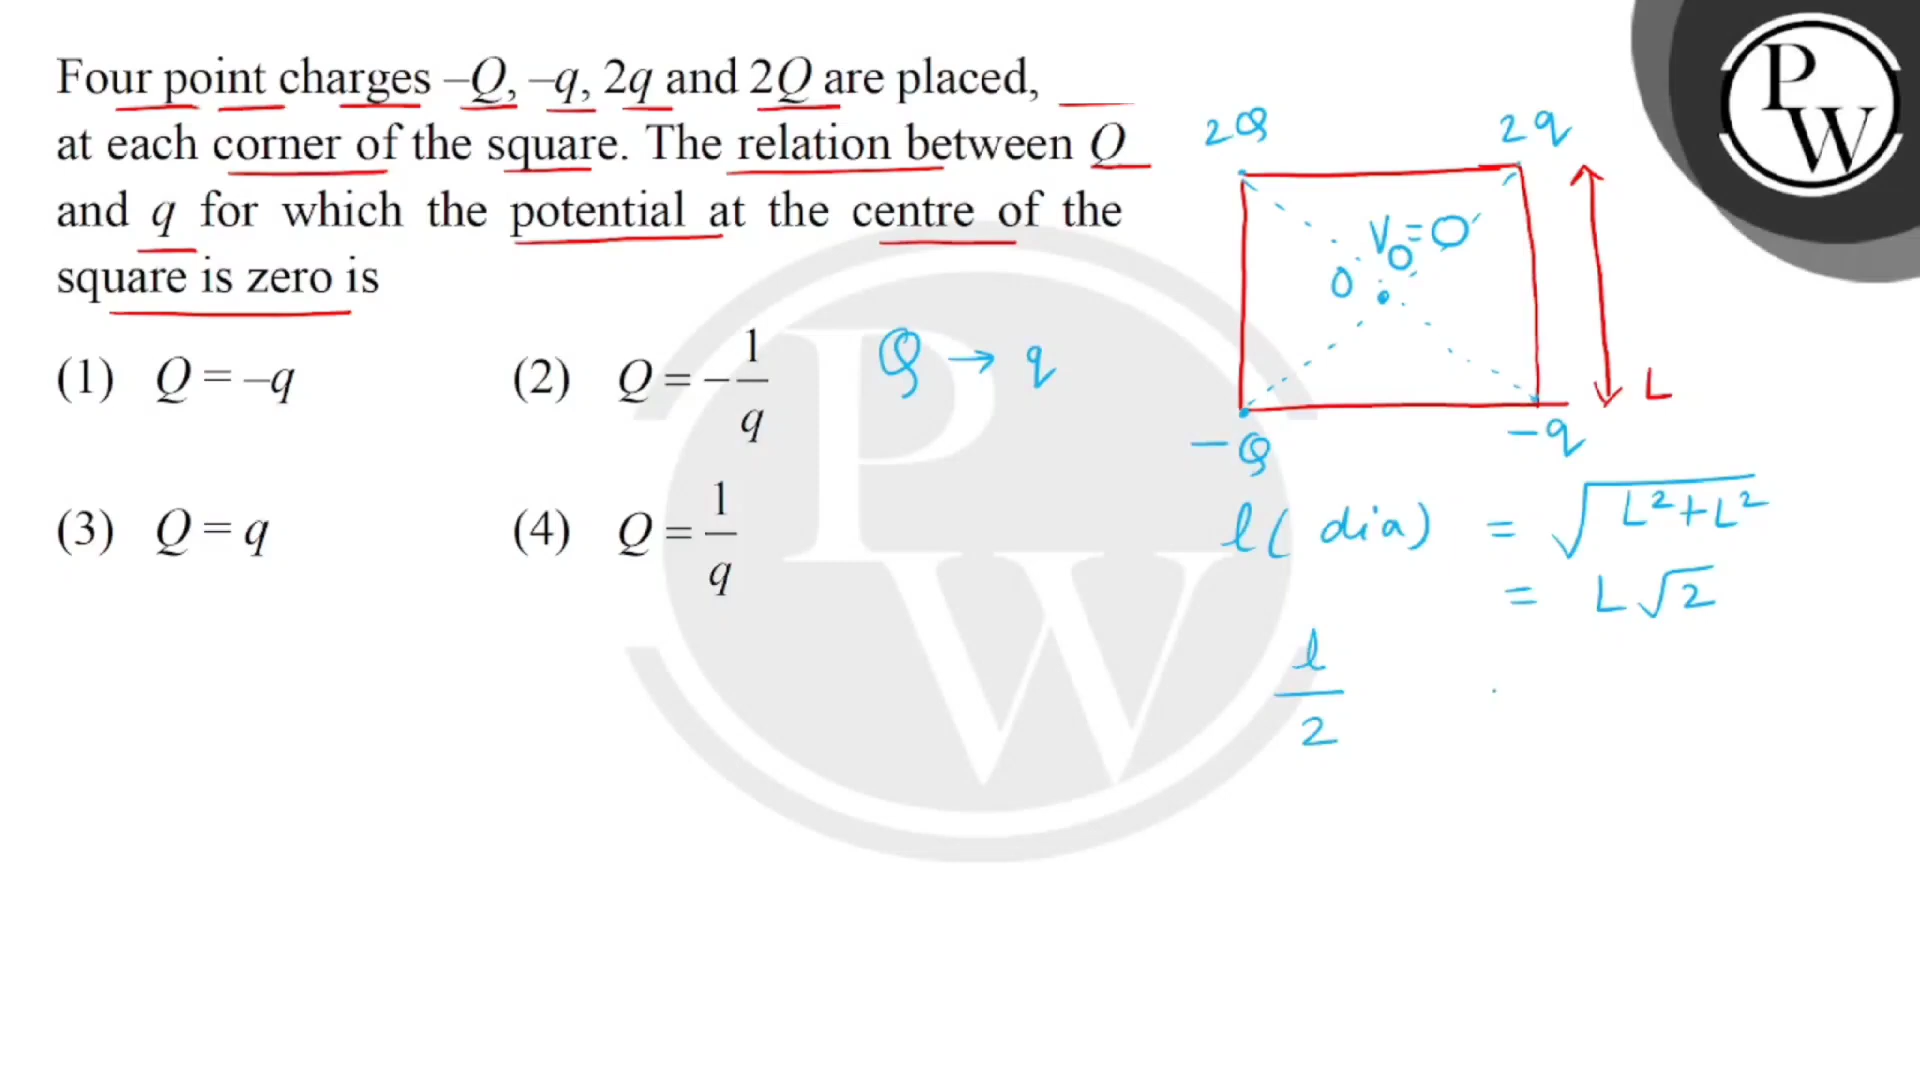 Four point charges –Q, –q, 2q and 2Q are placed,
at each corner of the square. The relation between Q
and q for which the potential at the centre of the
square is zero is
(1) Q = –q (2) Q = –1/q
(3) Q = q (4) Q = 1/q
Q → q
2Q 2q
V₀=0
O
L
–Q –q
l( dia) = √L²+L²
= L√2
l/2
PW
PW